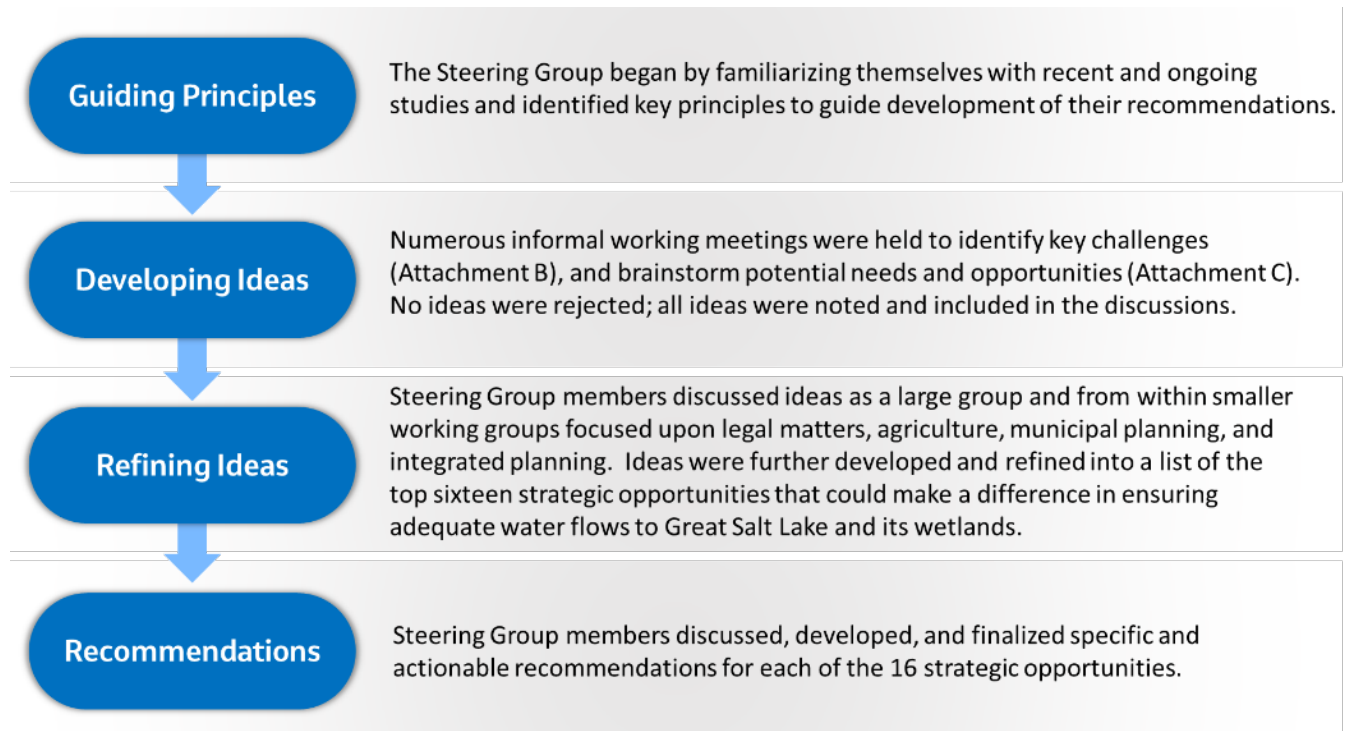 Guiding Principles
The Steering Group began by familiarizing themselves with recent and ongoing
studies and identified key principles to guide development of their recommendations.
Developing Ideas
Numerous informal working meetings were held to identify key challenges
(Attachment B), and brainstorm potential needs and opportunities (Attachment C).
No ideas were rejected; all ideas were noted and included in the discussions.
Refining Ideas
Steering Group members discussed ideas as a large group and from within smaller
working groups focused upon legal matters, agriculture, municipal planning, and
integrated planning.  Ideas were further developed and refined into a list of the
top sixteen strategic opportunities that could make a difference in ensuring
adequate water flows to Great Salt Lake and its wetlands.
Recommendations
Steering Group members discussed, developed, and finalized specific and
actionable recommendations for each of the 16 strategic opportunities.